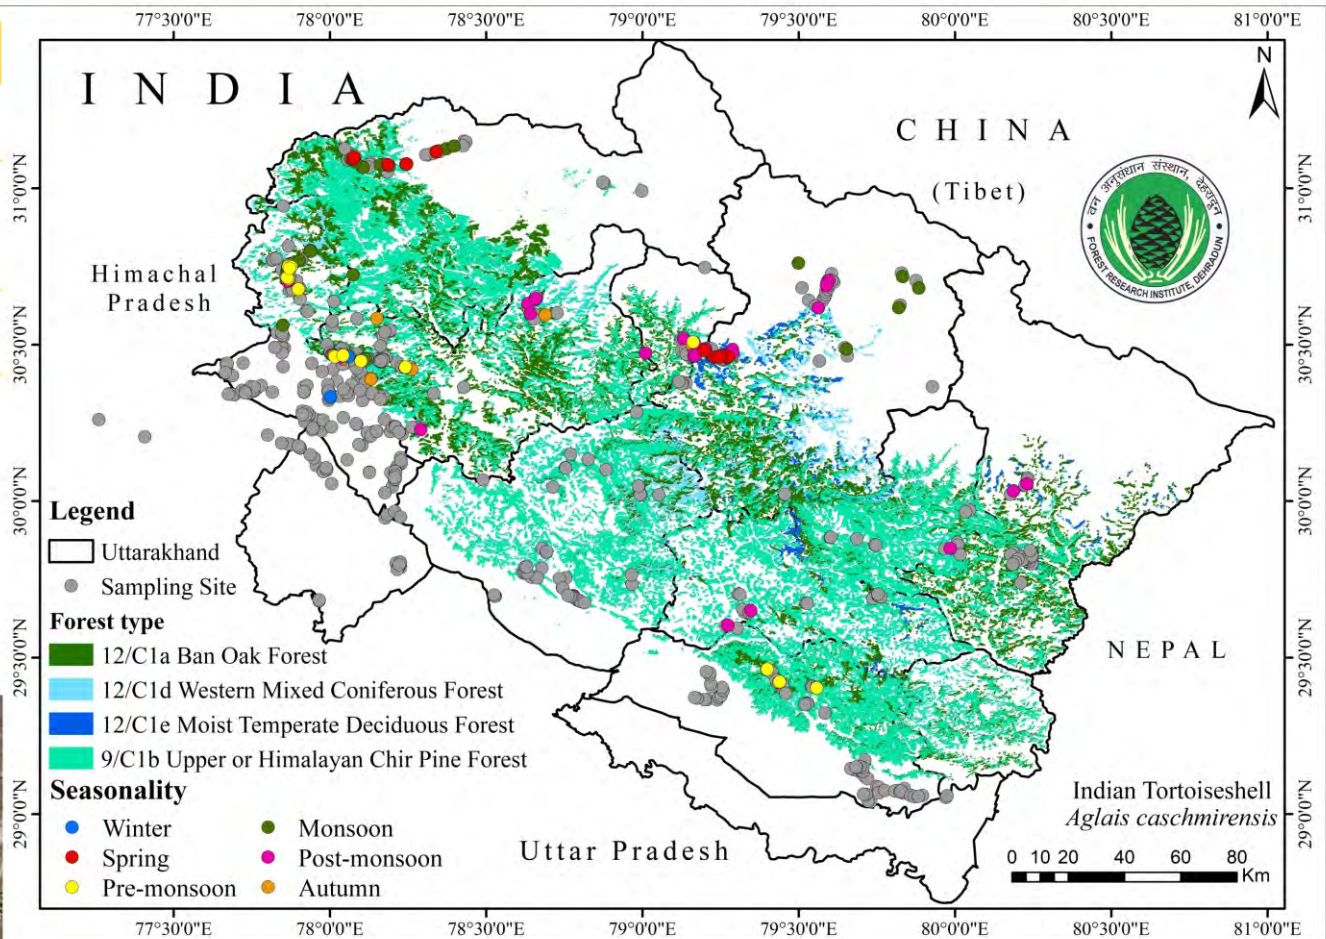 77°30'0"E 78°0'0"E 78°30'0"E 79°0'0"E 79°30'0"E 80°0'0"E 80°30'0"E 81°0'0"E
I N D I A
N
C H I N A
(Tibet)
वन अनुसंधान संस्थान, देहरादून
FOREST RESEARCH INSTITUTE, DEHRADUN
Himachal
Pradesh
31°0'0"N
30°30'0"N
30°0'0"N
29°30'0"N
29°0'0"N
31°0'0"N
30°30'0"N
30°0'0"N
29°30'0"N
29°0'0"N
Legend
Uttarakhand
Sampling Site
Forest type
12/C1a Ban Oak Forest
12/C1d Western Mixed Coniferous Forest
12/C1e Moist Temperate Deciduous Forest
9/C1b Upper or Himalayan Chir Pine Forest
Seasonality
Winter
Spring
Pre-monsoon
Monsoon
Post-monsoon
Autumn
N E P A L
Uttar Pradesh
Indian Tortoiseshell
Aglais caschmirensis
0 10 20 40 60 80
Km
77°30'0"E 78°0'0"E 78°30'0"E 79°0'0"E 79°30'0"E 80°0'0"E 80°30'0"E 81°0'0"E